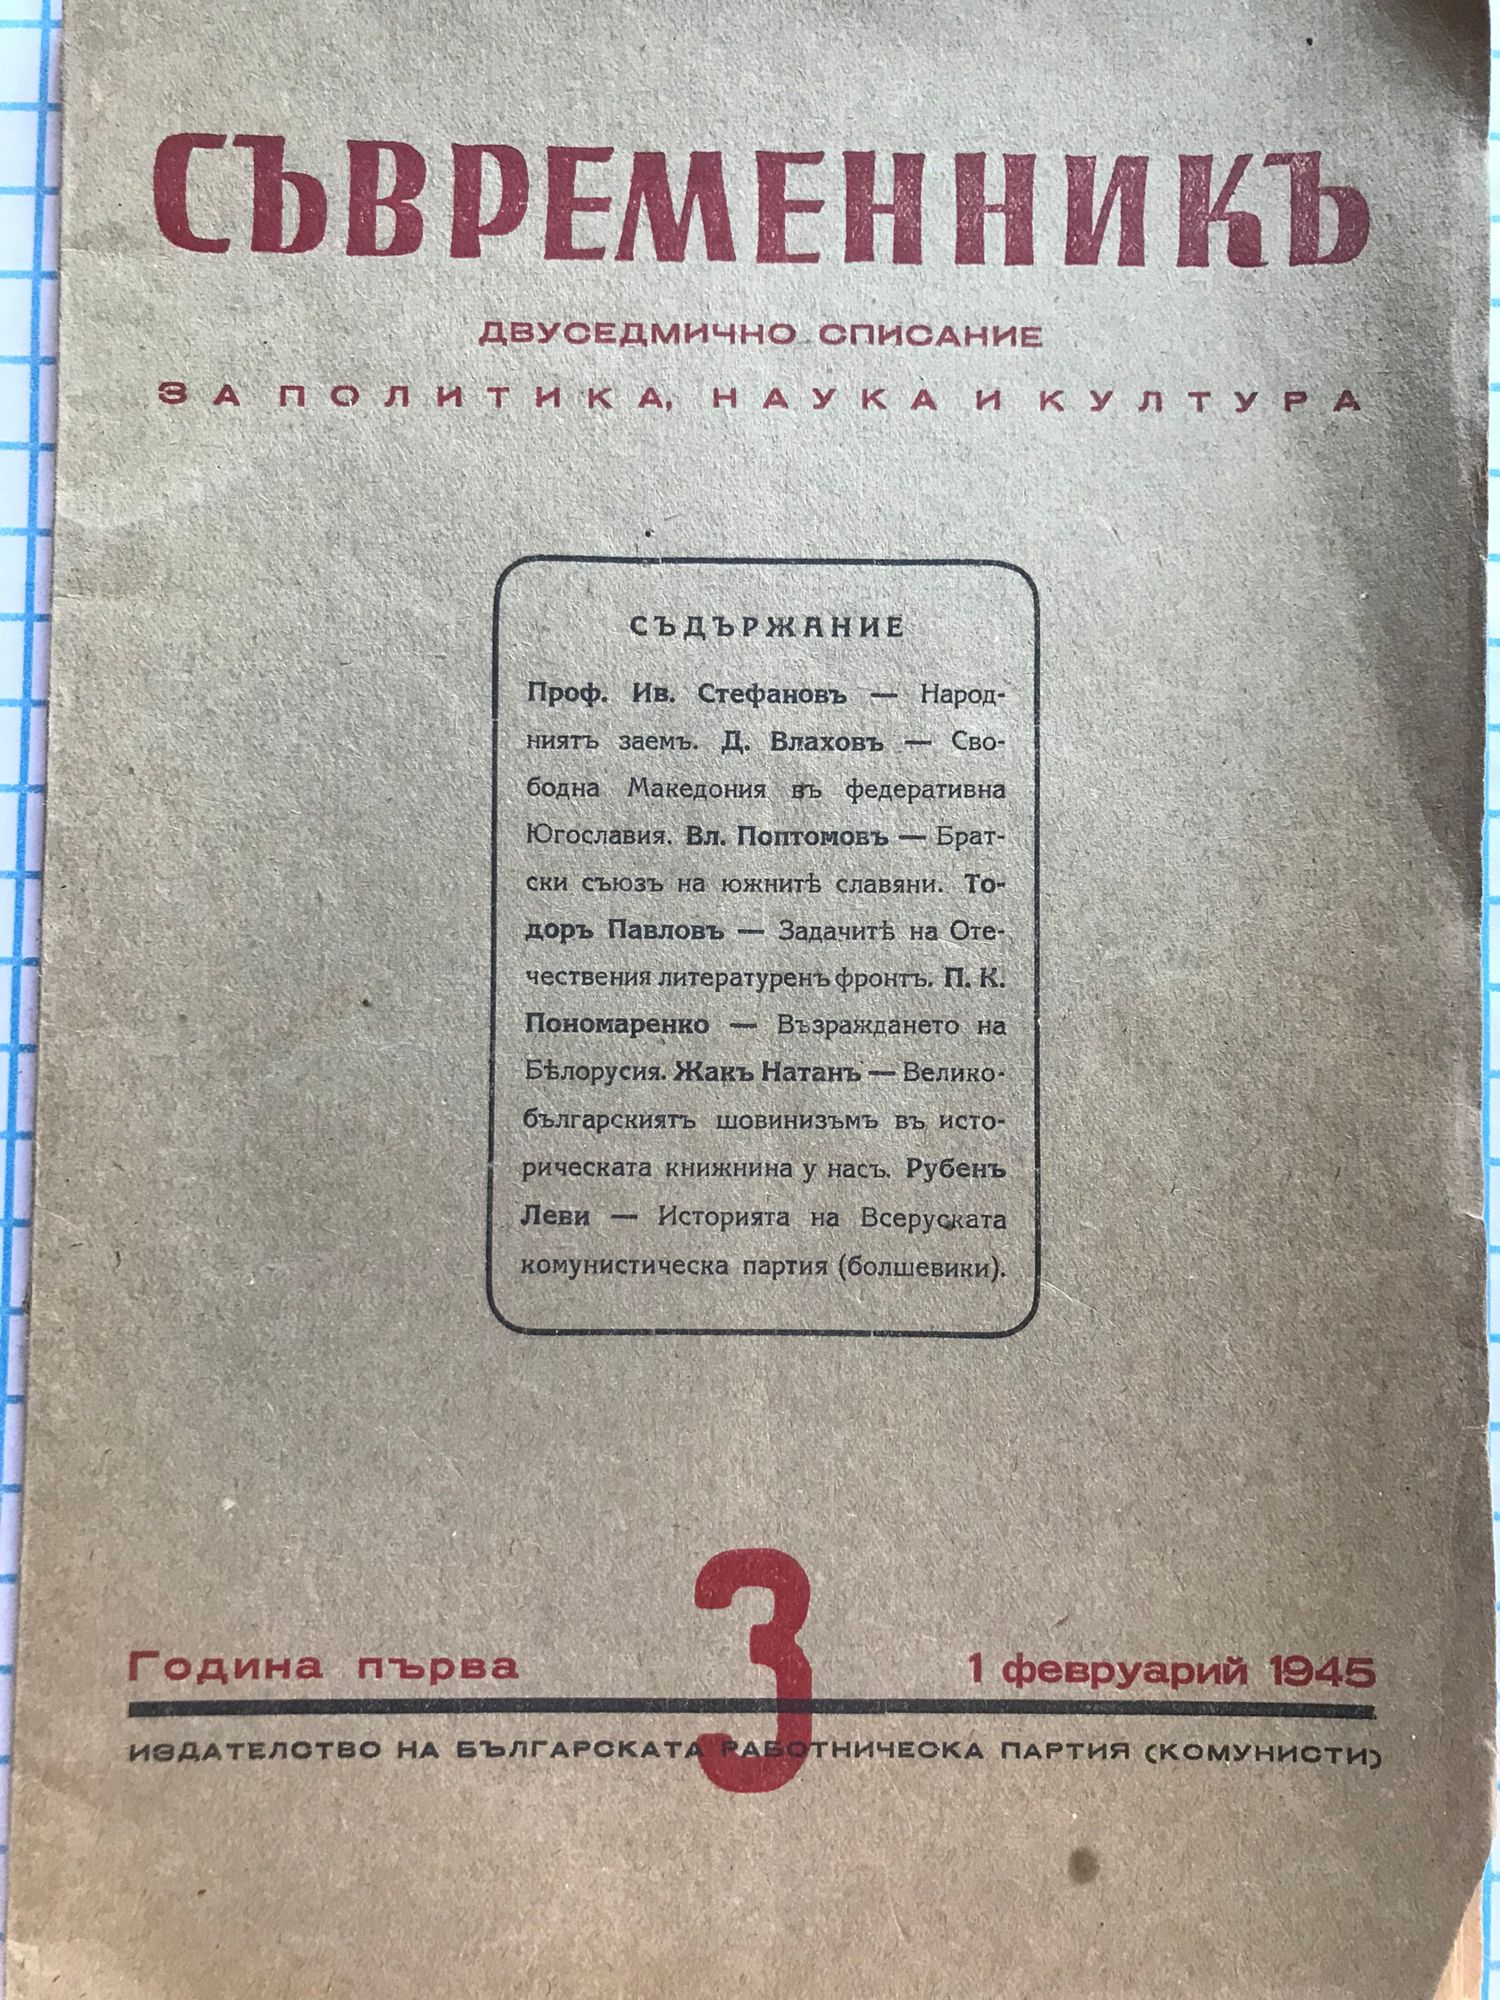 СЪВРЕМЕННИКЪ
ДВУСЕДМИЧНО СПИСАНИЕ
ЗА ПОЛИТИКА, НАУКА И КУЛТУРА
СЪДЪРЖАНИЕ
Проф. Ив. Стефановъ — Народ-
ниятъ заемъ. Д. Влаховъ — Сво-
бодна Македония въ федеративна
Югославия. Вл. Поптомовъ — Брат-
ски съюзъ на южнитѣ славяни. То-
доръ Павловъ — Задачитѣ на Оте-
чествения литературенъ фронтъ. П. К.
Пономаренко — Възраждането на
Бѣлорусия. Жакъ Натанъ — Велико-
българскиятъ шовинизъмъ въ исто-
рическата книжнина у насъ. Рубенъ
Леви — Историята на Всеруската
комунистическа партия (болшевики).
Година първа 3 1 февруарий 1945
ИЗДАТЕЛСТВО НА БЪЛГАРСКАТА РАБОТНИЧЕСКА ПАРТИЯ (КОМУНИСТИ)